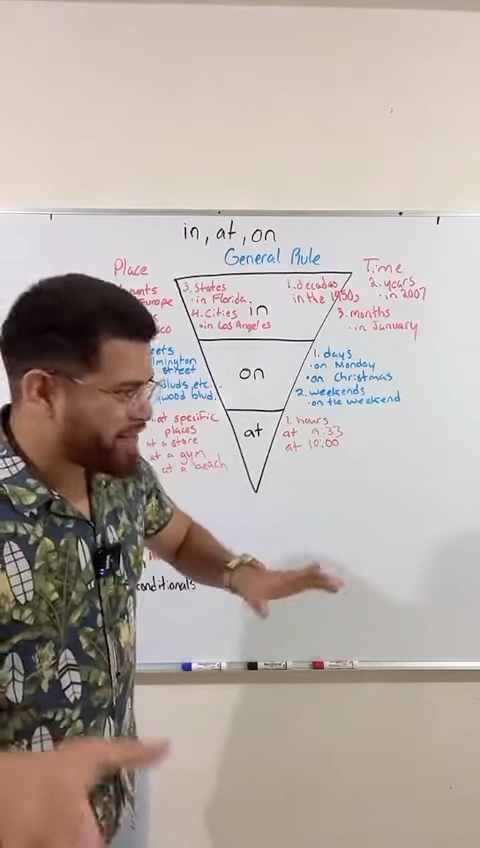 in, at, on
General Rule
Place
Europe
3. States
· in Florida
4. Cities
· in Los Angeles
in
1. decades
in the 1950s
Time
2. years
· in 2007
3. months
· in January
street
Blvds, etc.
wood blvd.
on
1. days
· on Monday
· on Christmas
2. weekends
· on the weekend
at specific
places
at a store
at a gym
at a beach
at
1. hours
at 9:33
at 10:00
conditionals